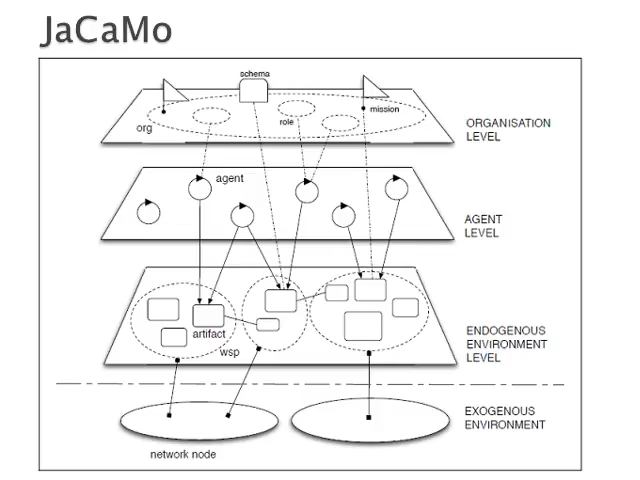 JaCaMo
schema
mission
role
org
ORGANISATION
LEVEL
agent
AGENT
LEVEL
artifact
wsp
ENDOGENOUS
ENVIRONMENT
LEVEL
EXOGENOUS
ENVIRONMENT
network node